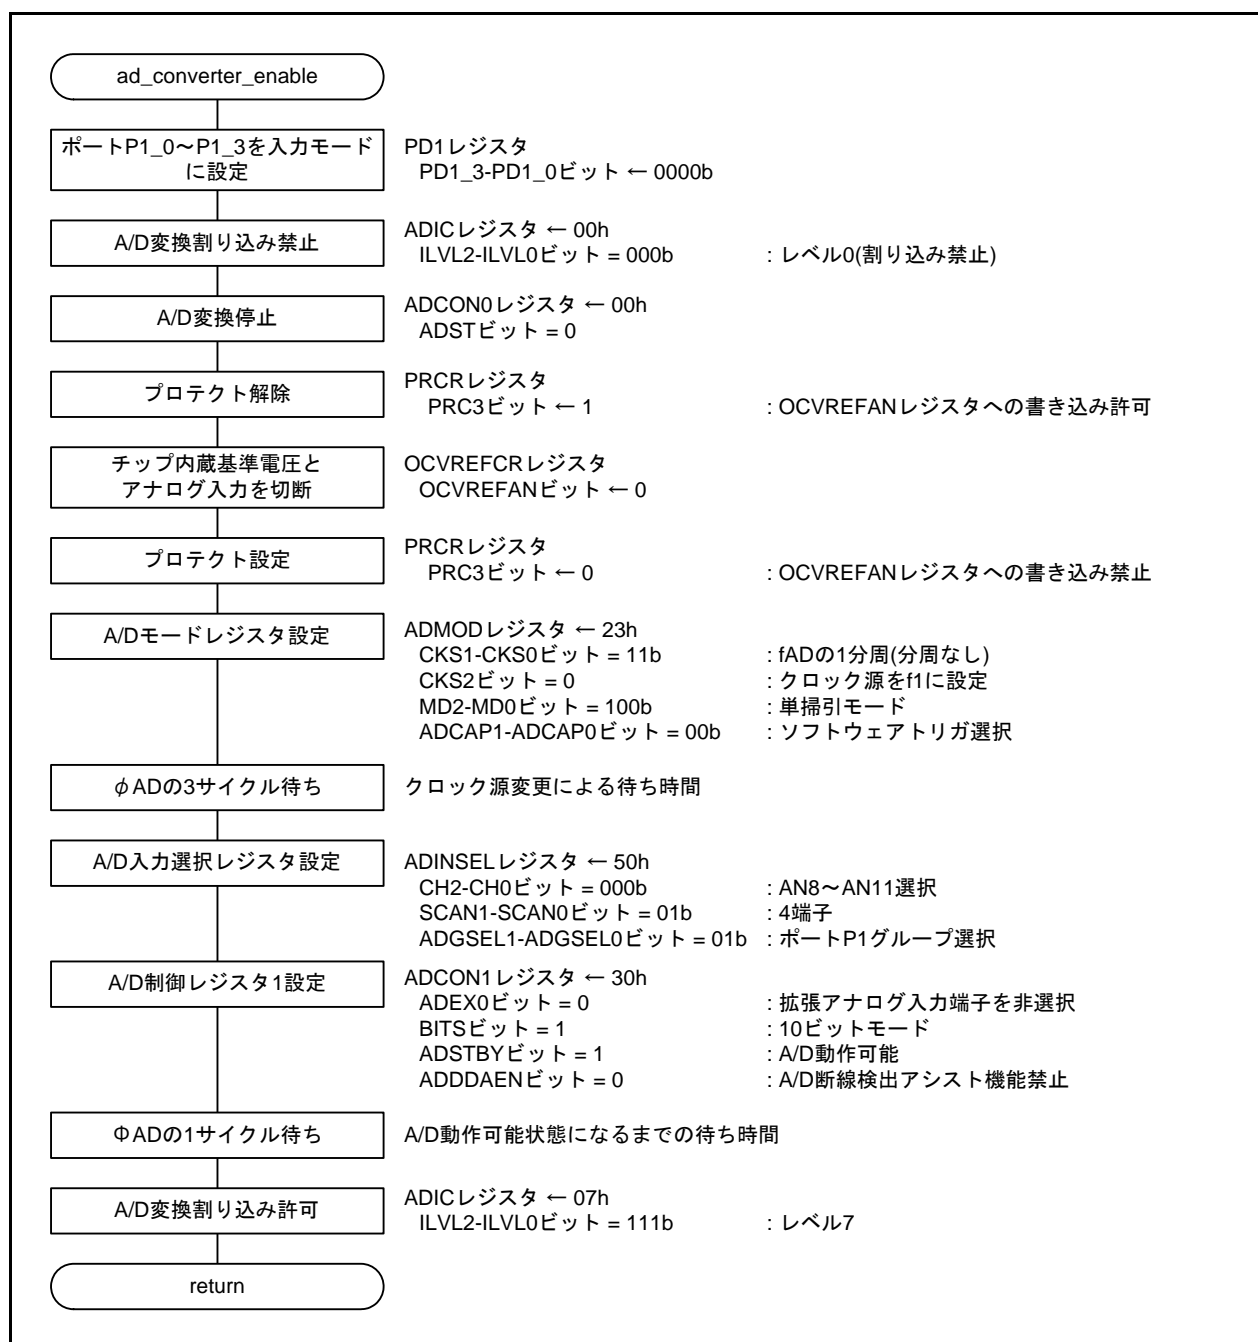 ad_converter_enable
ポートP1_0～P1_3を入力モード
に設定
PD1レジスタ
PD1_3-PD1_0ビット ← 0000b
A/D変換割り込み禁止
ADICレジスタ ← 00h
ILVL2-ILVL0ビット = 000b : レベル0(割り込み禁止)
A/D変換停止
ADCON0レジスタ ← 00h
ADSTビット = 0
プロテクト解除
PRCRレジスタ
PRC3ビット ← 1 : OCVREFANレジスタへの書き込み許可
チップ内蔵基準電圧と
アナログ入力を切断
OCVREFCRレジスタ
OCVREFANビット ← 0
プロテクト設定
PRCRレジスタ
PRC3ビット ← 0 : OCVREFANレジスタへの書き込み禁止
A/Dモードレジスタ設定
ADMODレジスタ ← 23h
CKS1-CKS0ビット = 11b : fADの1分周(分周なし)
CKS2ビット = 0 : クロック源をf1に設定
MD2-MD0ビット = 100b : 単掃引モード
ADCAP1-ADCAP0ビット = 00b : ソフトウェアトリガ選択
φADの3サイクル待ち
クロック源変更による待ち時間
A/D入力選択レジスタ設定
ADINSELレジスタ ← 50h
CH2-CH0ビット = 000b : AN8～AN11選択
SCAN1-SCAN0ビット = 01b : 4端子
ADGSEL1-ADGSEL0ビット = 01b : ポートP1グループ選択
A/D制御レジスタ1設定
ADCON1レジスタ ← 30h
ADEX0ビット = 0 : 拡張アナログ入力端子を非選択
BITSビット = 1 : 10ビットモード
ADSTBYビット = 1 : A/D動作可能
ADDDAENビット = 0 : A/D断線検出アシスト機能禁止
ΦADの1サイクル待ち
A/D動作可能状態になるまでの待ち時間
A/D変換割り込み許可
ADICレジスタ ← 07h
ILVL2-ILVL0ビット = 111b : レベル7
return